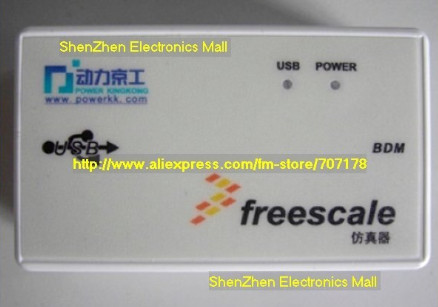 ShenZhen Electronics Mall
动力京工
POWER KINGKONG
www.powerkk.com
USB POWER
USB
BDM
http://www.aliexpress.com/fm-store/707178
freescale
仿真器
ShenZhen Electronics Mall